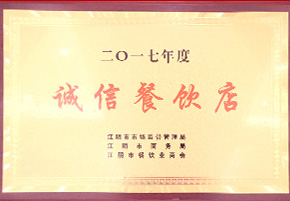 二〇一七年度
诚信餐饮店
江阴市市场监督管理局
江阴市商务局
江阴市餐饮业商会